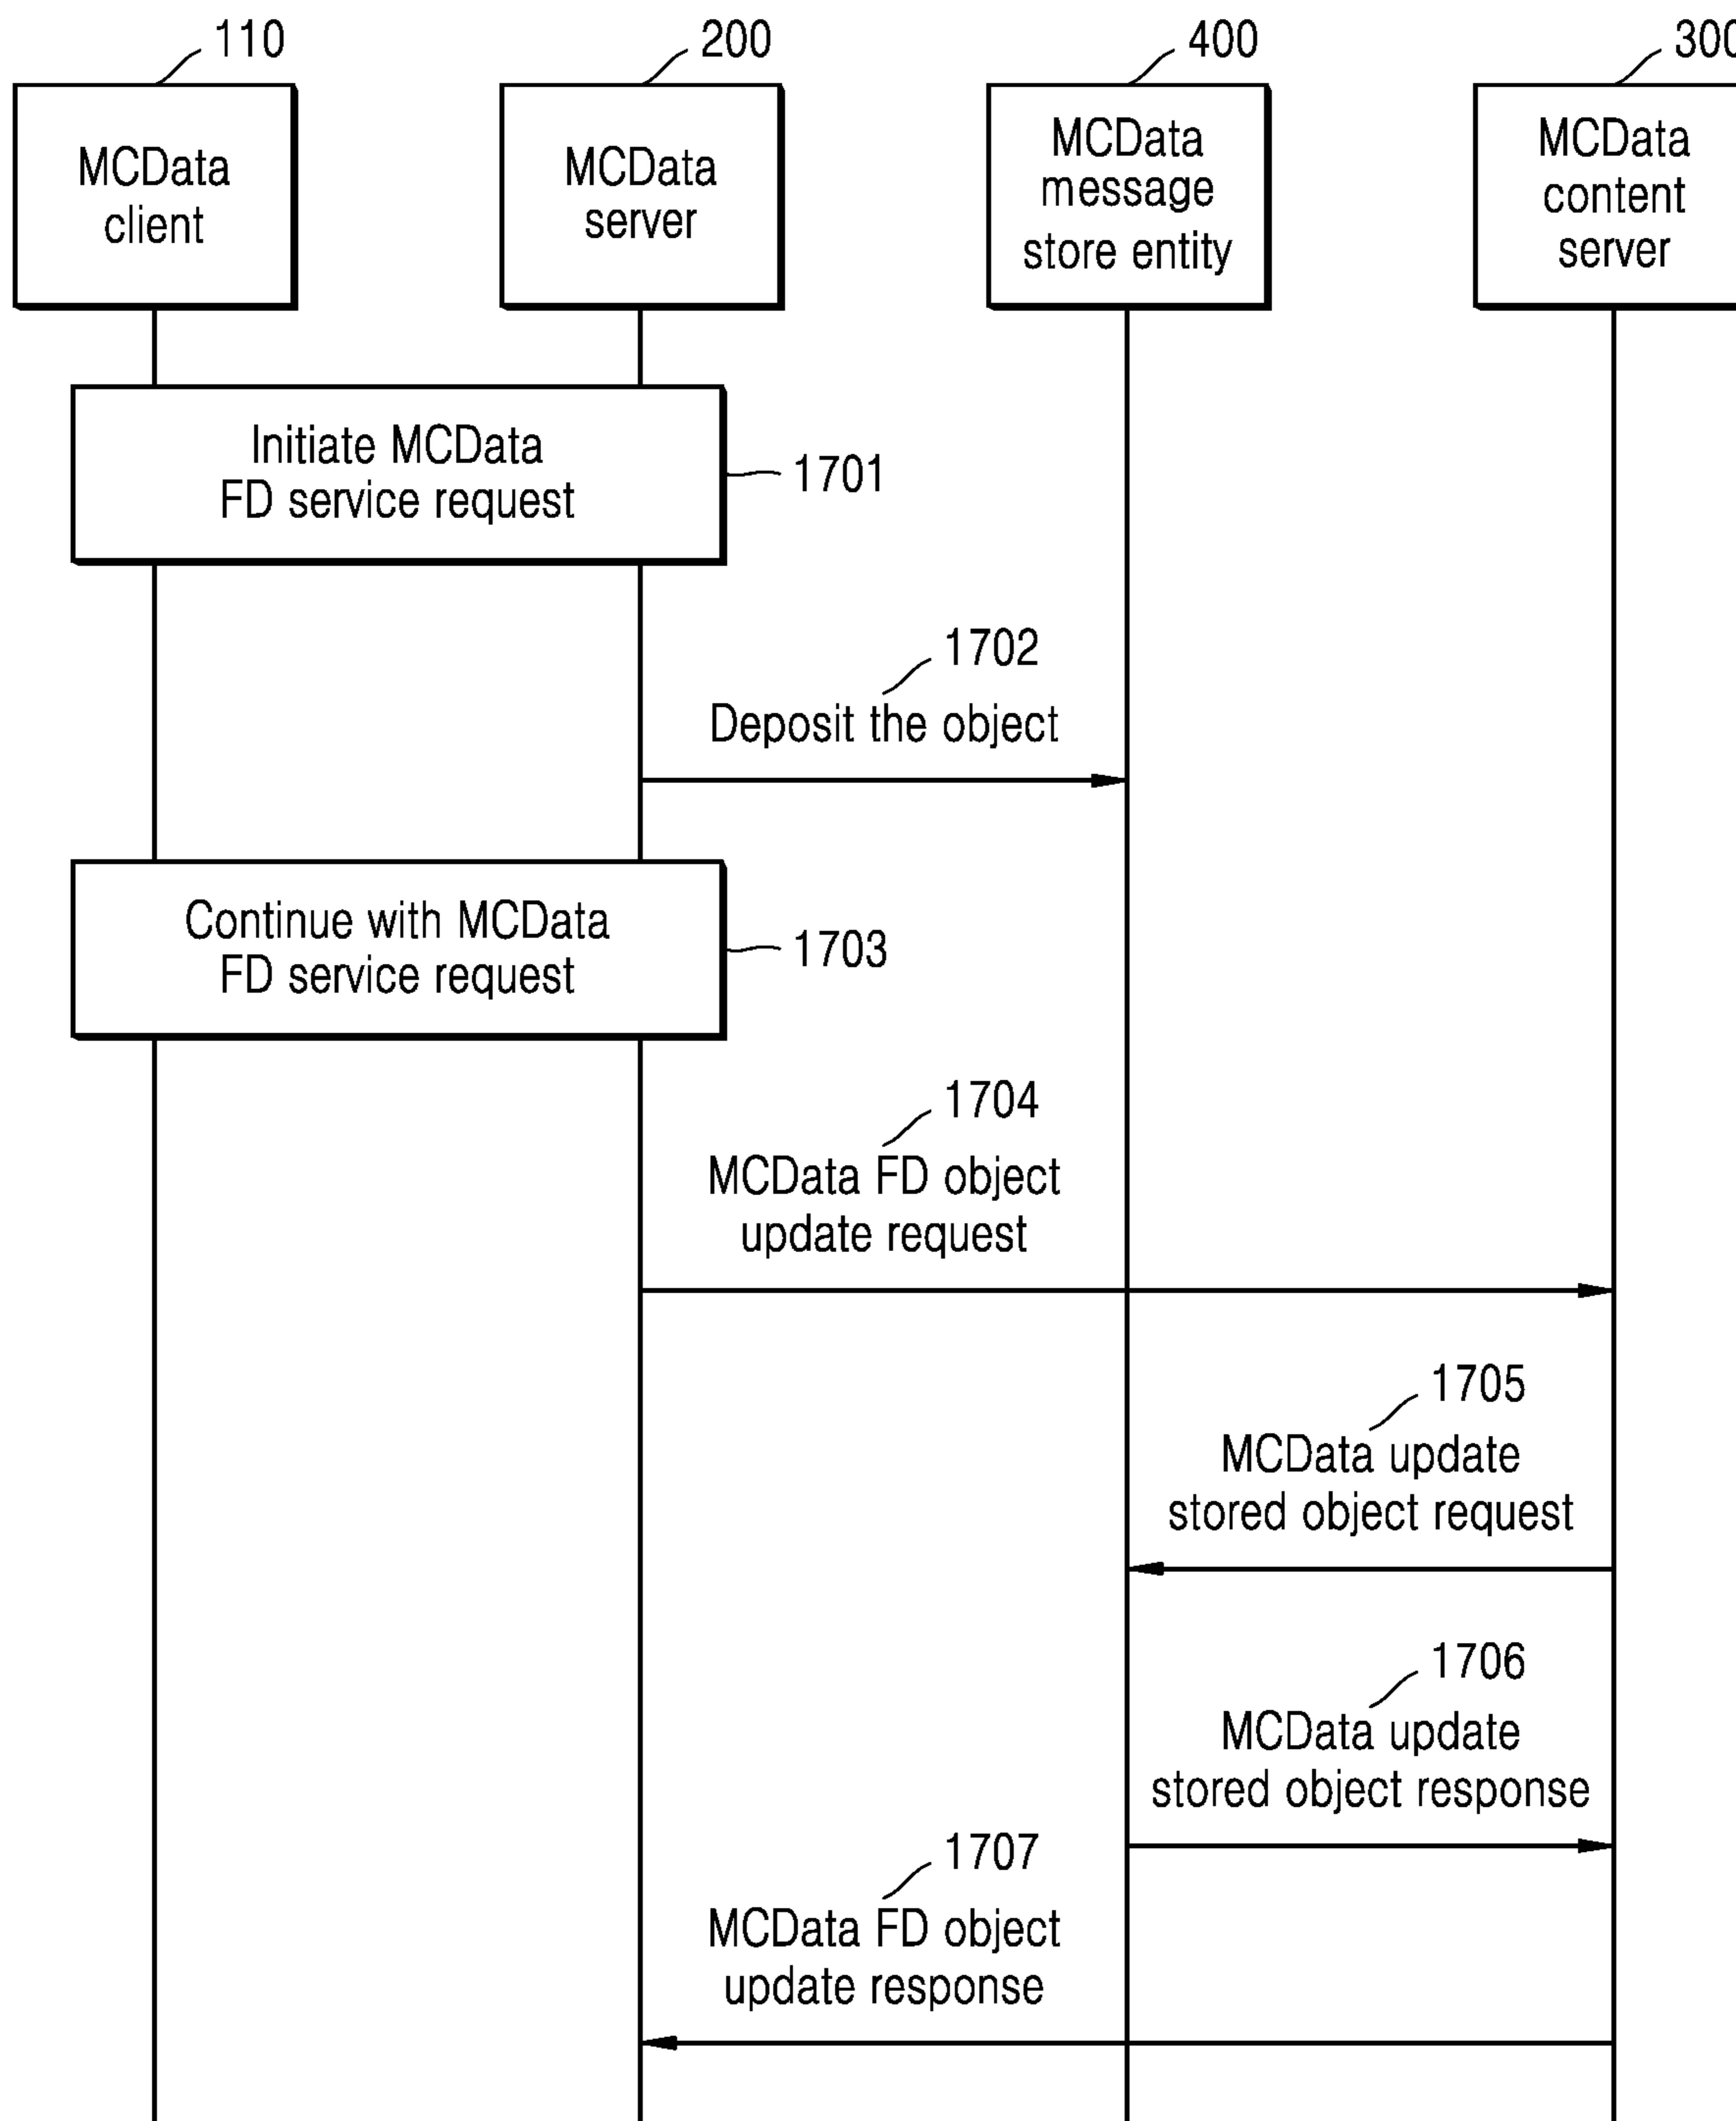 110
200
400
300
MCData
client
MCData
server
MCData
message
store entity
MCData
content
server
Initiate MCData
FD service request
1701
1702
Deposit the object
Continue with MCData
FD service request
1703
1704
MCData FD object
update request
1705
MCData update
stored object request
1706
MCData update
stored object response
1707
MCData FD object
update response